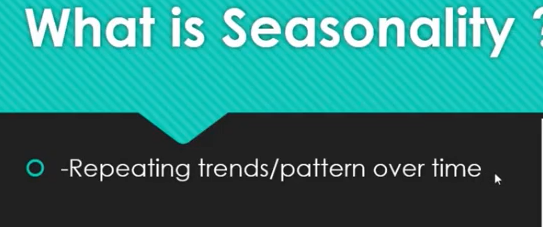 What is Seasonality ?
-Repeating trends/pattern over time